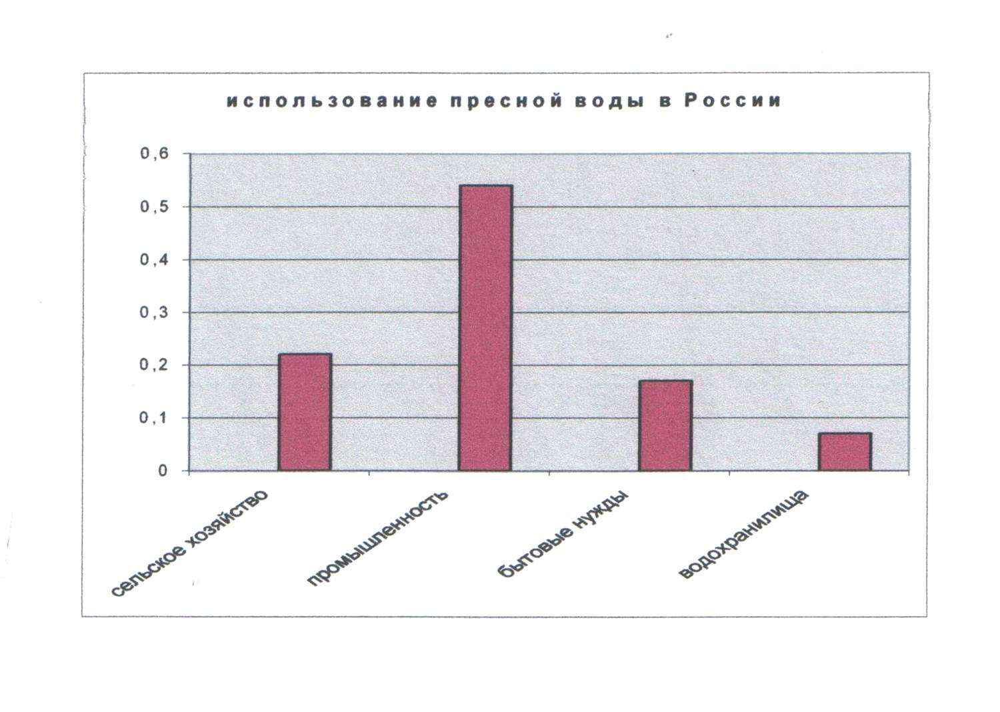 использование пресной воды в России
0,6
0,5
0,4
0,3
0,2
0,1
0
сельское хозяйство
промышленность
бытовые нужды
водохранилища